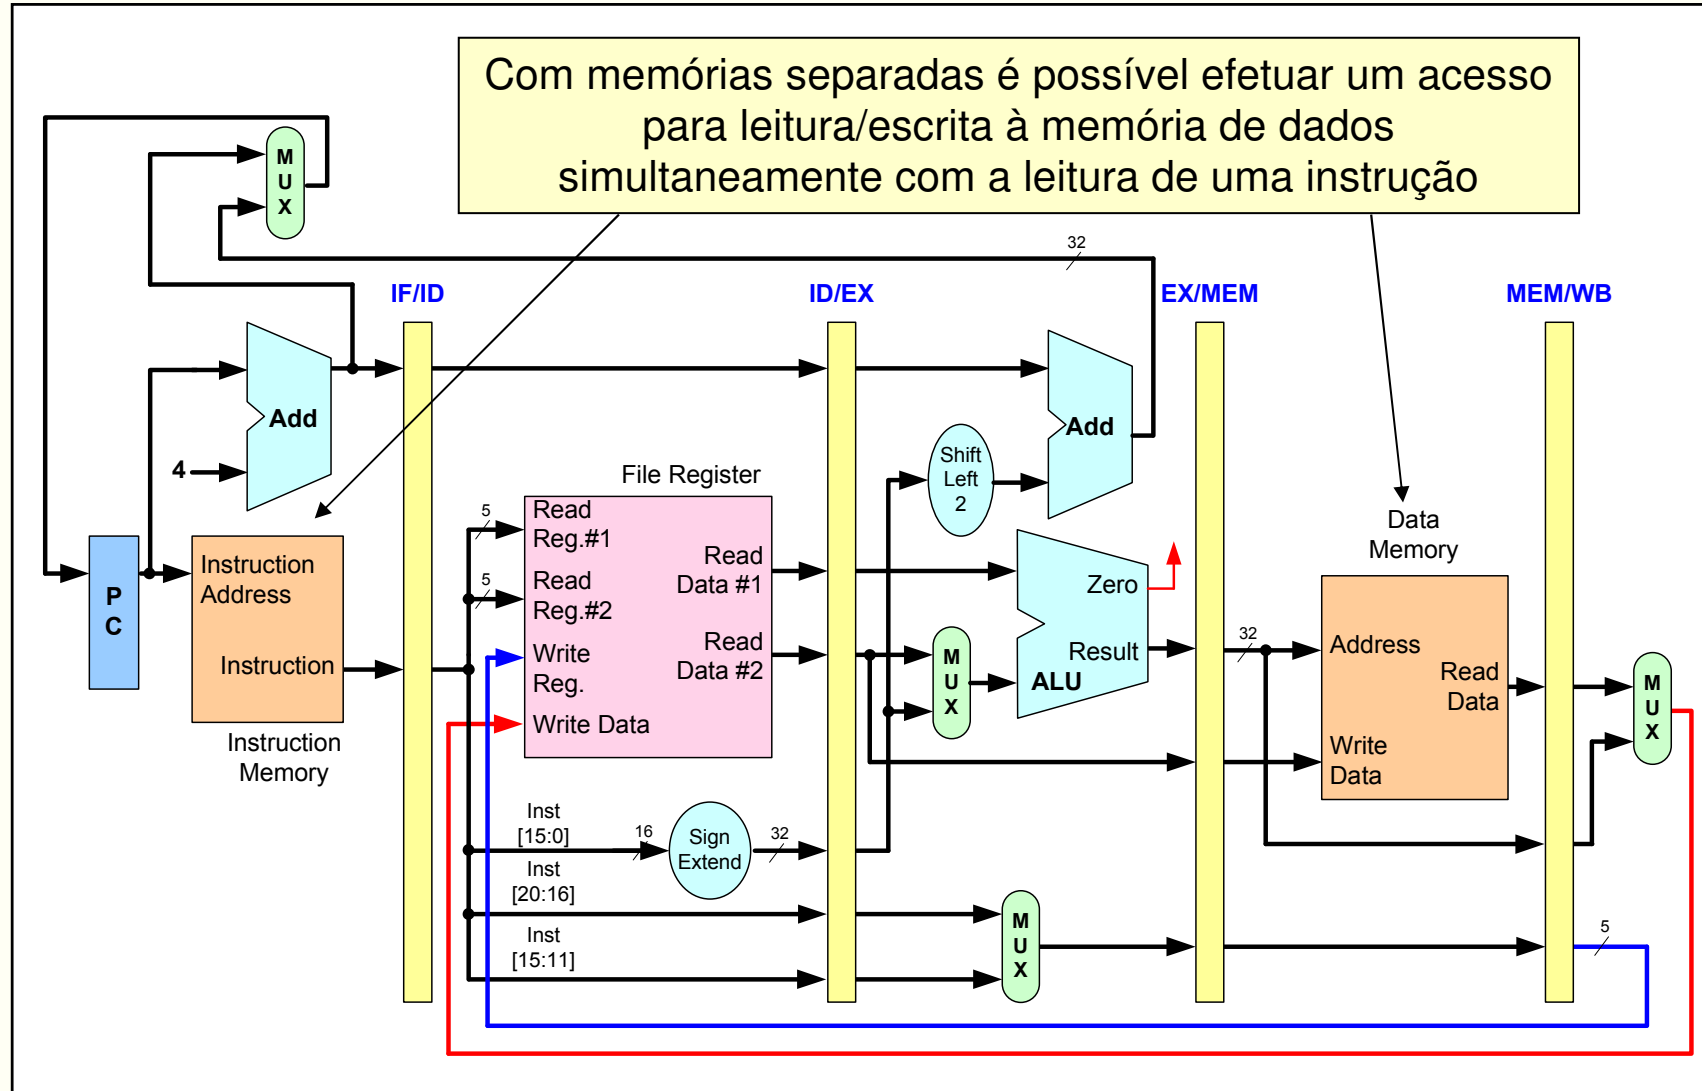 Com memórias separadas é possível efetuar um acesso
para leitura/escrita à memória de dados
simultaneamente com a leitura de uma instrução
M
U
X
32
IF/ID
ID/EX
EX/MEM
MEM/WB
Add
4
Add
Shift
Left
2
File Register
P
C
Instruction
Address
Instruction
Instruction
Memory
5
Read
Reg.#1
5
Read
Reg.#2
Write
Reg.
Write Data
Read
Data #1
Read
Data #2
M
U
X
Zero
Result
ALU
32
Data
Memory
Address
Read
Data
Write
Data
M
U
X
Inst
[15:0]
16
Sign
Extend
32
Inst
[20:16]
Inst
[15:11]
M
U
X
5